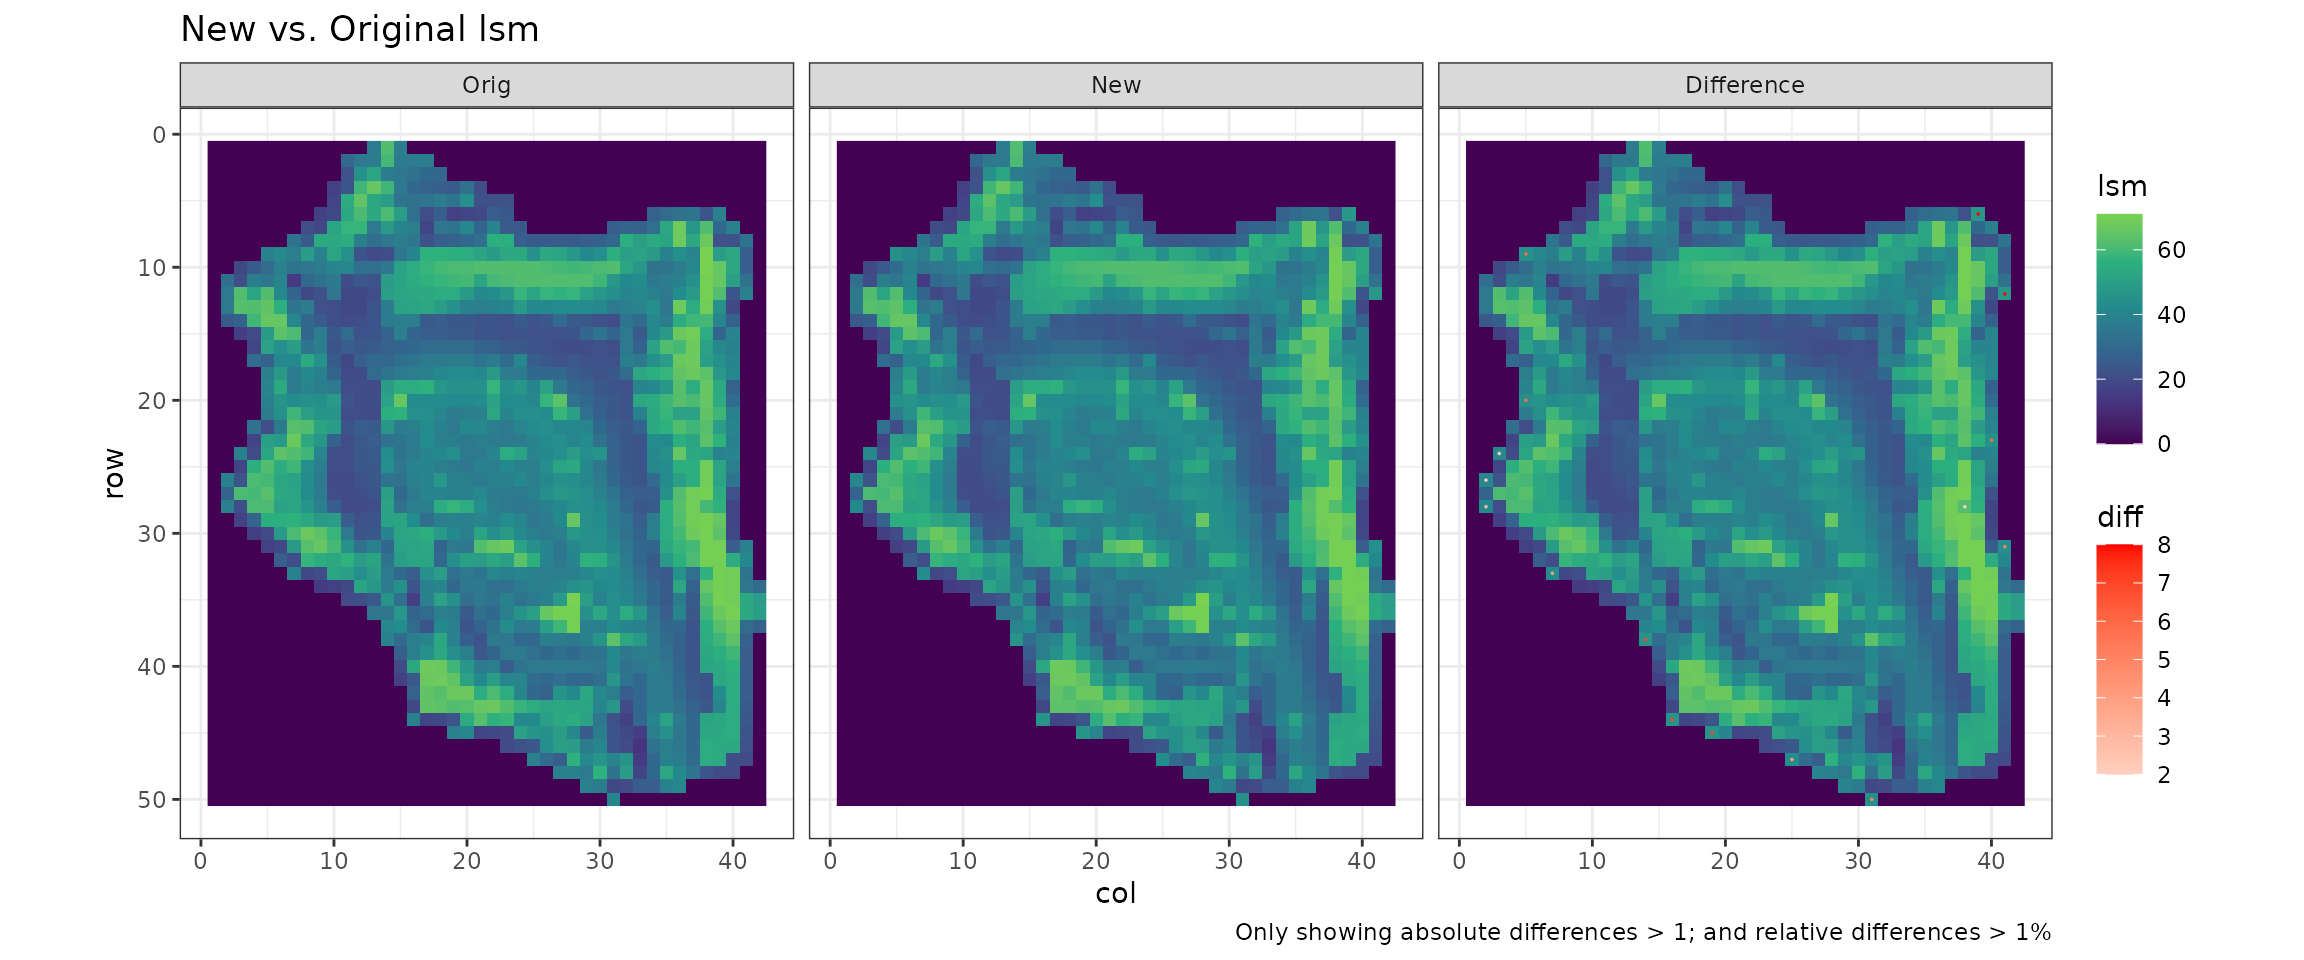 New vs. Original lsm
Orig New Difference
0
10
20
30
40
50
row
0 10 20 30 40 0 10 20 30 40 0 10 20 30 40
col
lsm
60
40
20
0
diff
8
7
6
5
4
3
2
Only showing absolute differences > 1; and relative differences > 1%